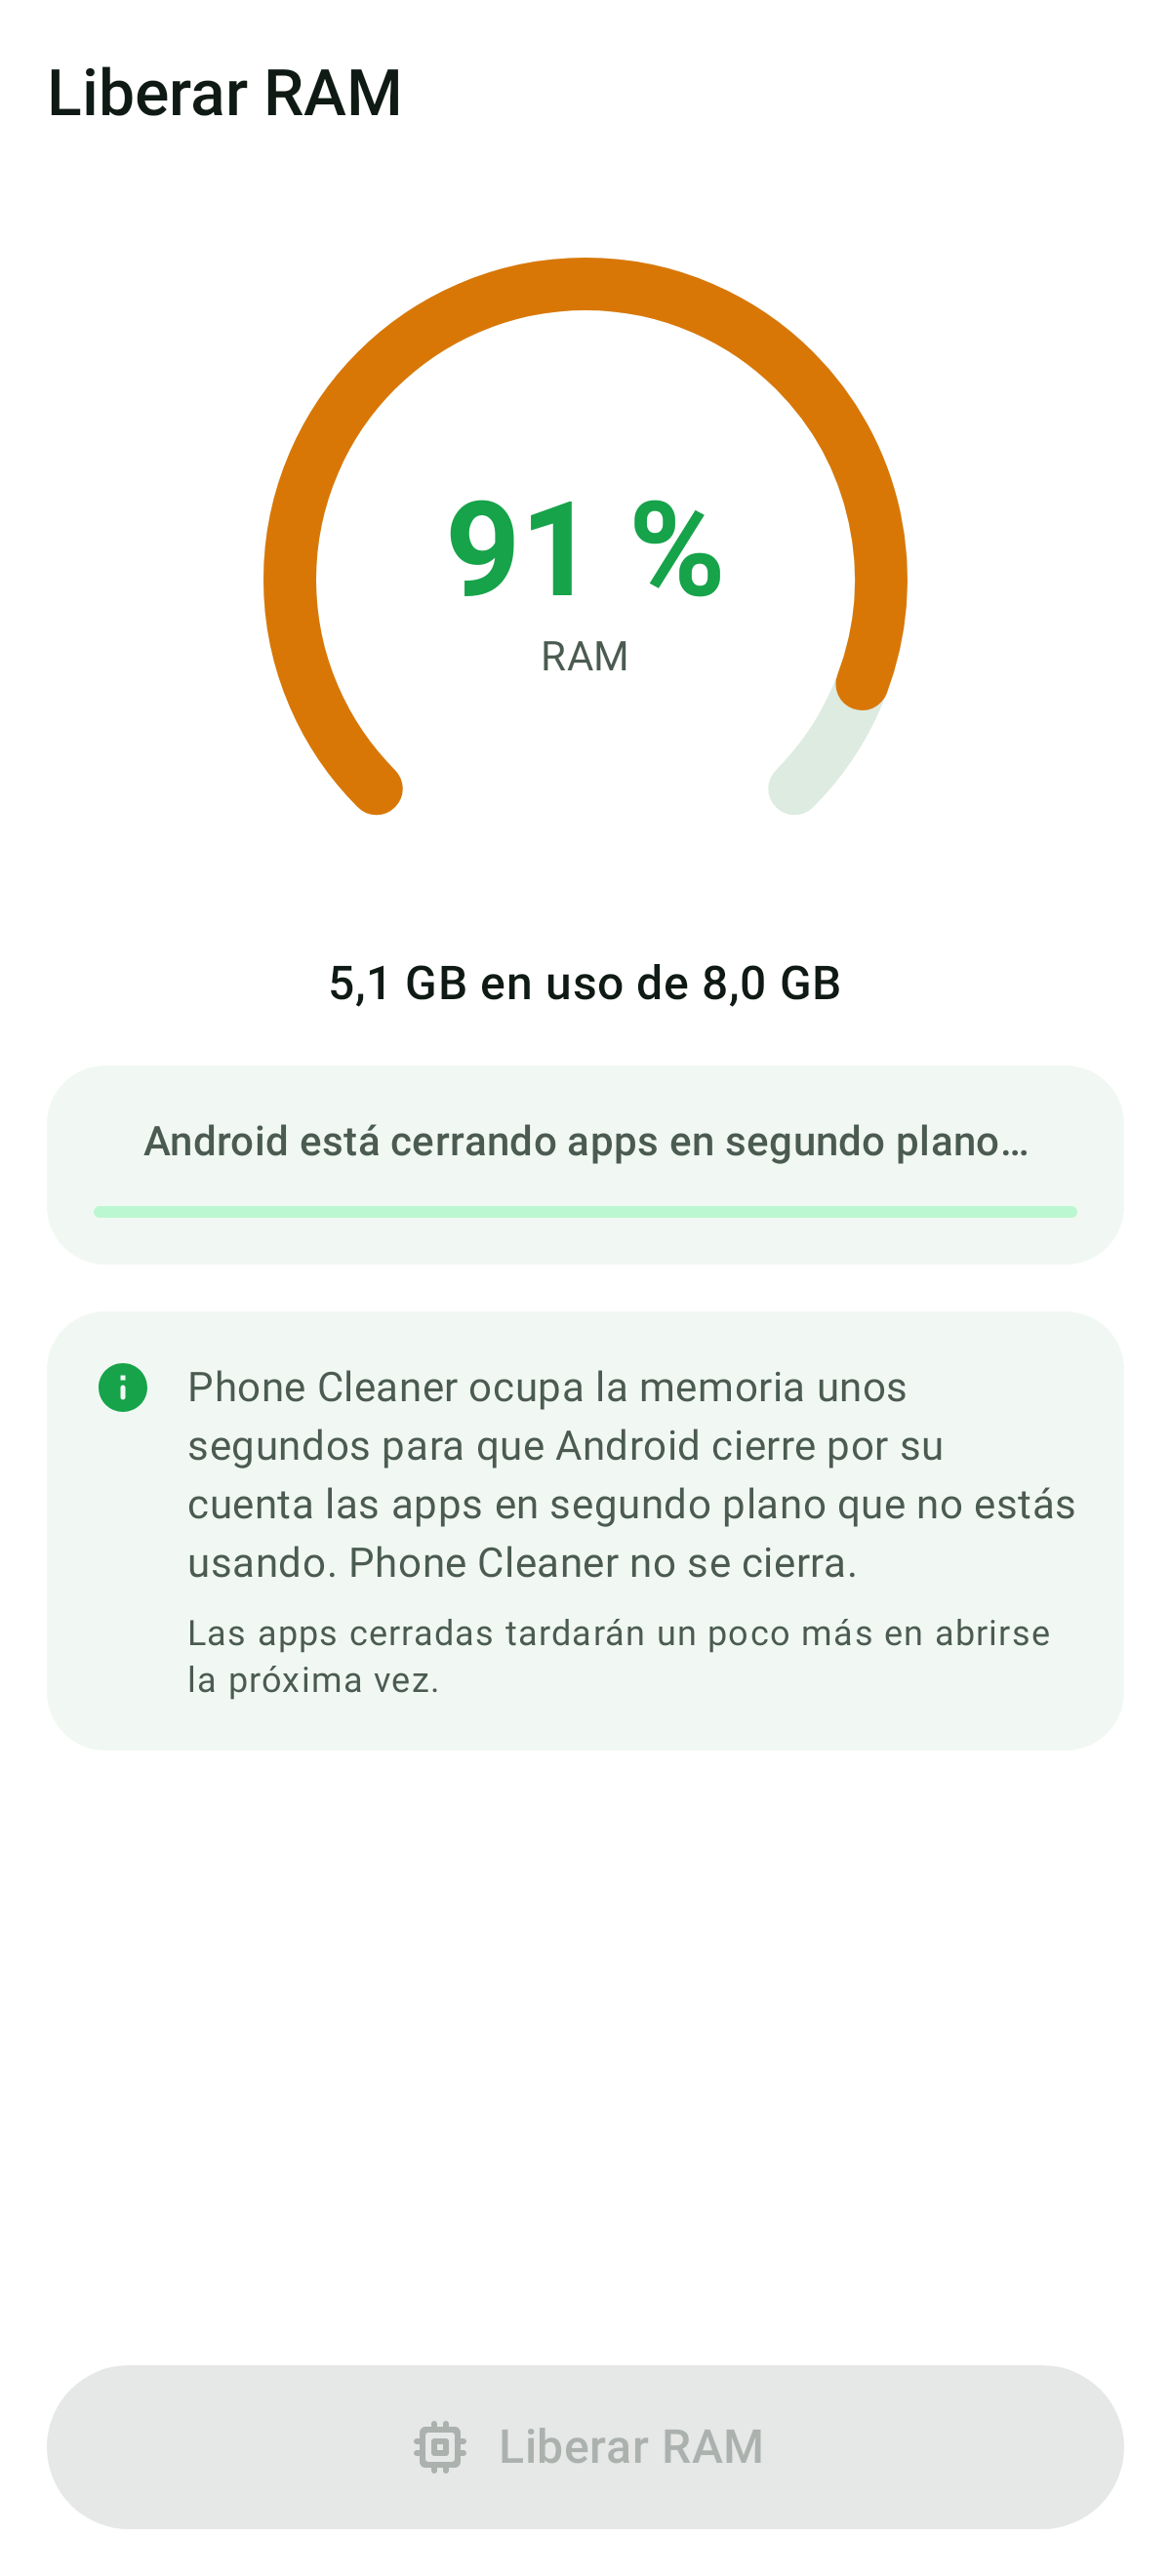 Liberar RAM
91 %
RAM
5,1 GB en uso de 8,0 GB
Android está cerrando apps en segundo plano…
Phone Cleaner ocupa la memoria unos
segundos para que Android cierre por su
cuenta las apps en segundo plano que no estás
usando. Phone Cleaner no se cierra.
Las apps cerradas tardarán un poco más en abrirse
la próxima vez.
Liberar RAM